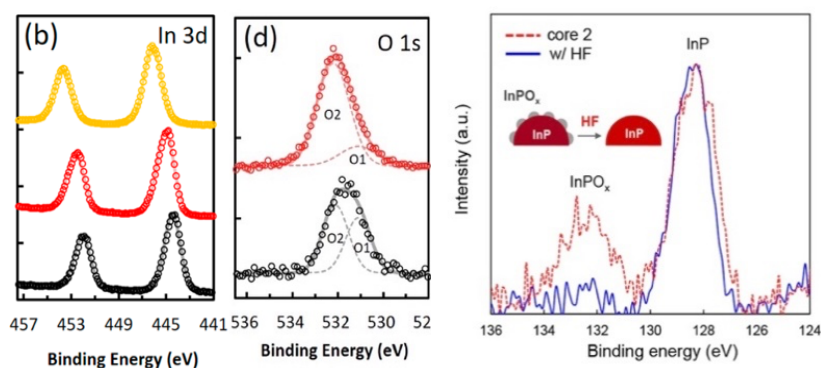 (b)
In 3d
457
453
449
445
441
Binding Energy (eV)
(d)
O 1s
O2
O1
O2
O1
536
534
532
530
52
Binding Energy (eV)
core 2
w/ HF
InP
InPOₓ
HF
InP
InP
InPOₓ
Intensity (a.u.)
136
134
132
130
128
126
124
Binding energy (eV)